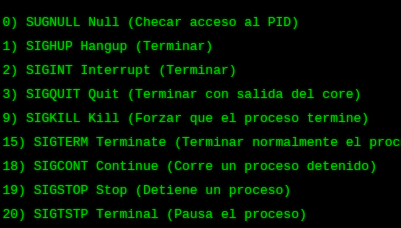 0) SUGNULL Null (Checar acceso al PID)
1) SIGHUP Hangup (Terminar)
2) SIGINT Interrupt (Terminar)
3) SIGQUIT Quit (Terminar con salida del core)
9) SIGKILL Kill (Forzar que el proceso termine)
15) SIGTERM Terminate (Terminar normalmente el proc
18) SIGCONT Continue (Corre un proceso detenido)
19) SIGSTOP Stop (Detiene un proceso)
20) SIGTSTP Terminal (Pausa el proceso)